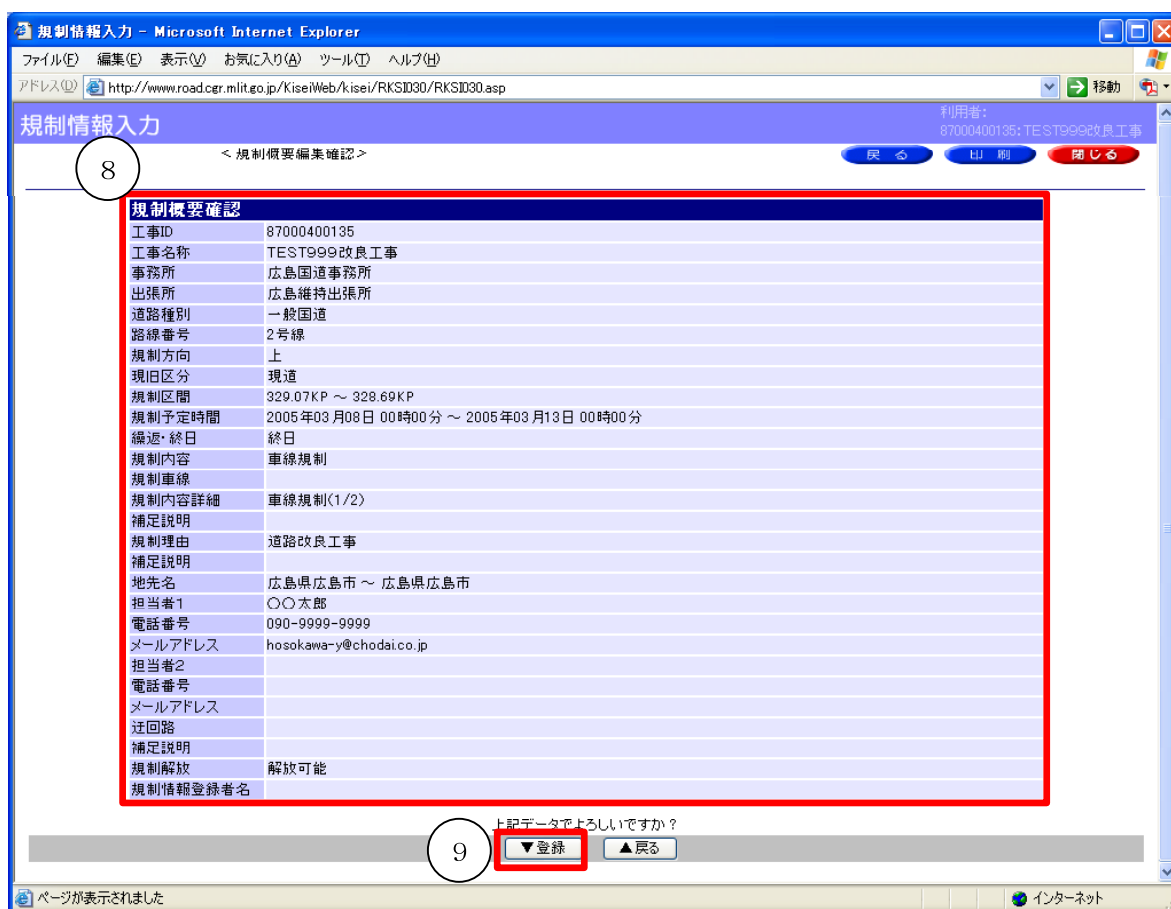 規制情報入力 - Microsoft Internet Explorer
ファイル(F) 編集(E) 表示(V) お気に入り(A) ツール(T) ヘルプ(H)
アドレス(D) http://www.road.cgr.mlit.go.jp/KiseiWeb/kisei/RKSI030/RKSI030.asp 移動
規制情報入力
利用者:
87000400135:TEST999改良工事
8
<規制概要編集確認>
戻る 印刷 閉じる
規制概要確認
工事ID 87000400135
工事名称 TEST999改良工事
事務所 広島国道事務所
出張所 広島維持出張所
道路種別 一般国道
路線番号 2号線
規制方向 上
現旧区分 現道
規制区間 329.07KP ～ 328.69KP
規制予定時間 2005年03月08日 00時00分 ～ 2005年03月13日 00時00分
繰返・終日 終日
規制内容 車線規制
規制車線
規制内容詳細 車線規制(1/2)
補足説明
規制理由 道路改良工事
補足説明
地先名 広島県広島市 ～ 広島県広島市
担当者1 〇〇太郎
電話番号 090-9999-9999
メールアドレス hosokawa-y@chodai.co.jp
担当者2
電話番号
メールアドレス
迂回路
補足説明
規制解放 解放可能
規制情報登録者名
上記データでよろしいですか？
9
▼登録 ▲戻る
ページが表示されました インターネット